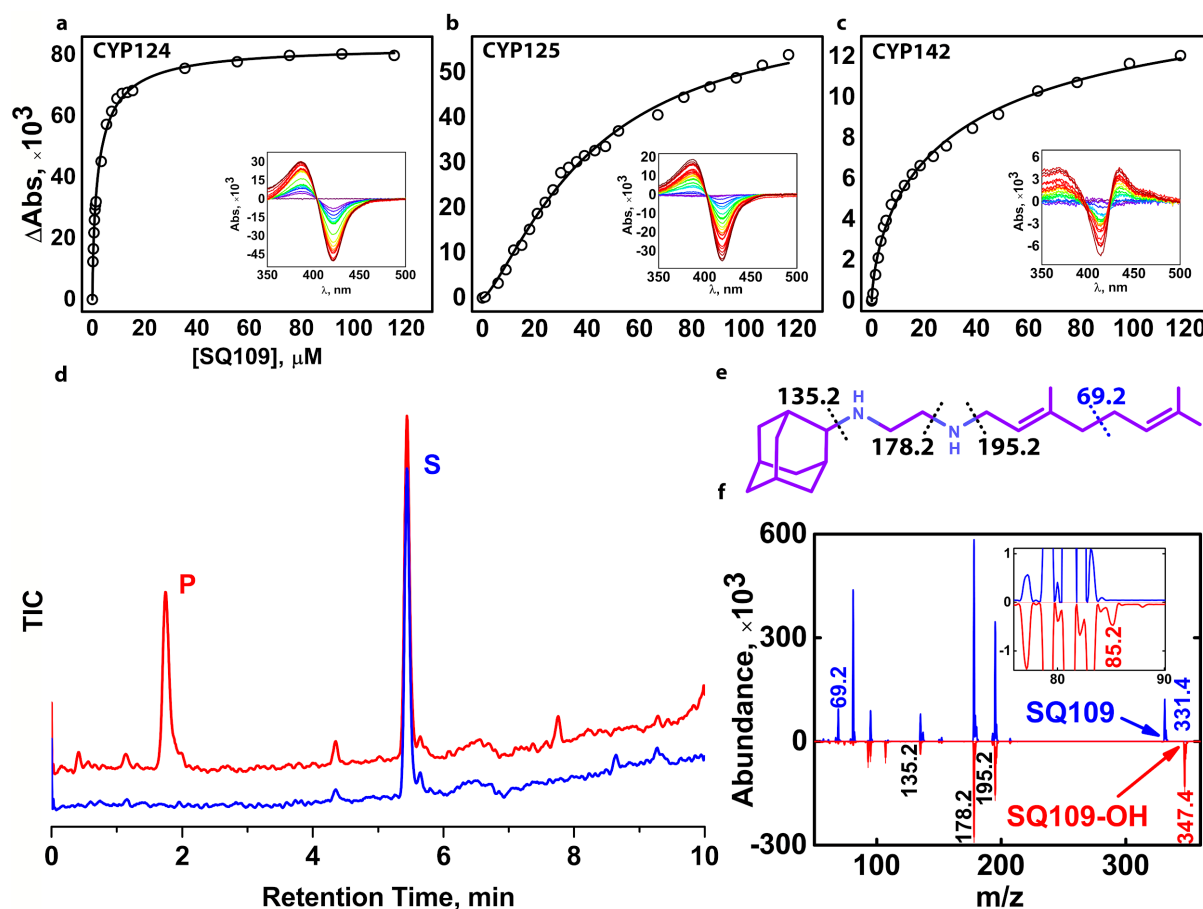 a
CYP124
80
60
40
20
0
ΔAbs, ×10³
0 20 40 60 80 100 120
[SQ109], μM
30
15
0
-15
-30
-45
Abs, ×10³
350 400 450 500
λ, nm
b
CYP125
50
40
30
20
10
0
0 20 40 60 80 100 120
20
10
0
-10
-20
-30
Abs, ×10³
350 400 450 500
λ, nm
c
CYP142
12
10
8
6
4
2
0
0 20 40 60 80 100 120
6
3
0
-3
-6
Abs, ×10³
350 400 450 500
λ, nm
d
TIC
P
S
0 2 4 6 8 10
Retention Time, min
e
135.2
H
N
178.2
N
H
195.2
69.2
f
600
300
0
-300
Abundance, ×10³
69.2
135.2
178.2
195.2
SQ109
331.4
SQ109-OH
347.4
1
0
-1
85.2
80 90
100 200 300
m/z